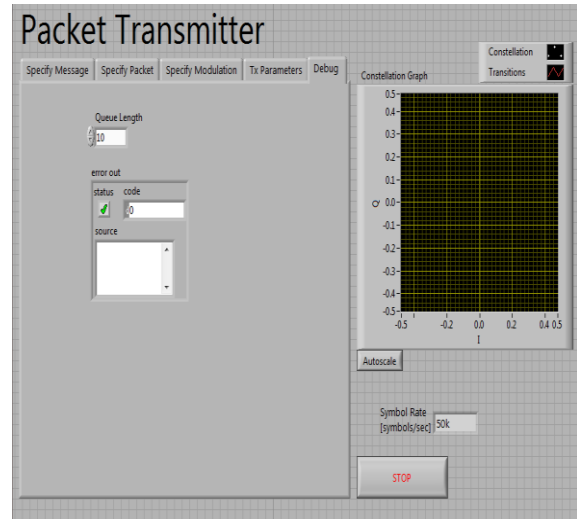 Packet Transmitter
Specify Message Specify Packet Specify Modulation Tx Parameters Debug
Queue Length
10
error out
status code
0
source
Constellation
Transitions
Constellation Graph
0.5
0.4
0.3
0.2
0.1
0.0
-0.1
-0.2
-0.3
-0.4
-0.5
Q
-0.5 -0.2 0.0 0.2 0.4 0.5
I
Autoscale
Symbol Rate
[symbols/sec] 50k
STOP